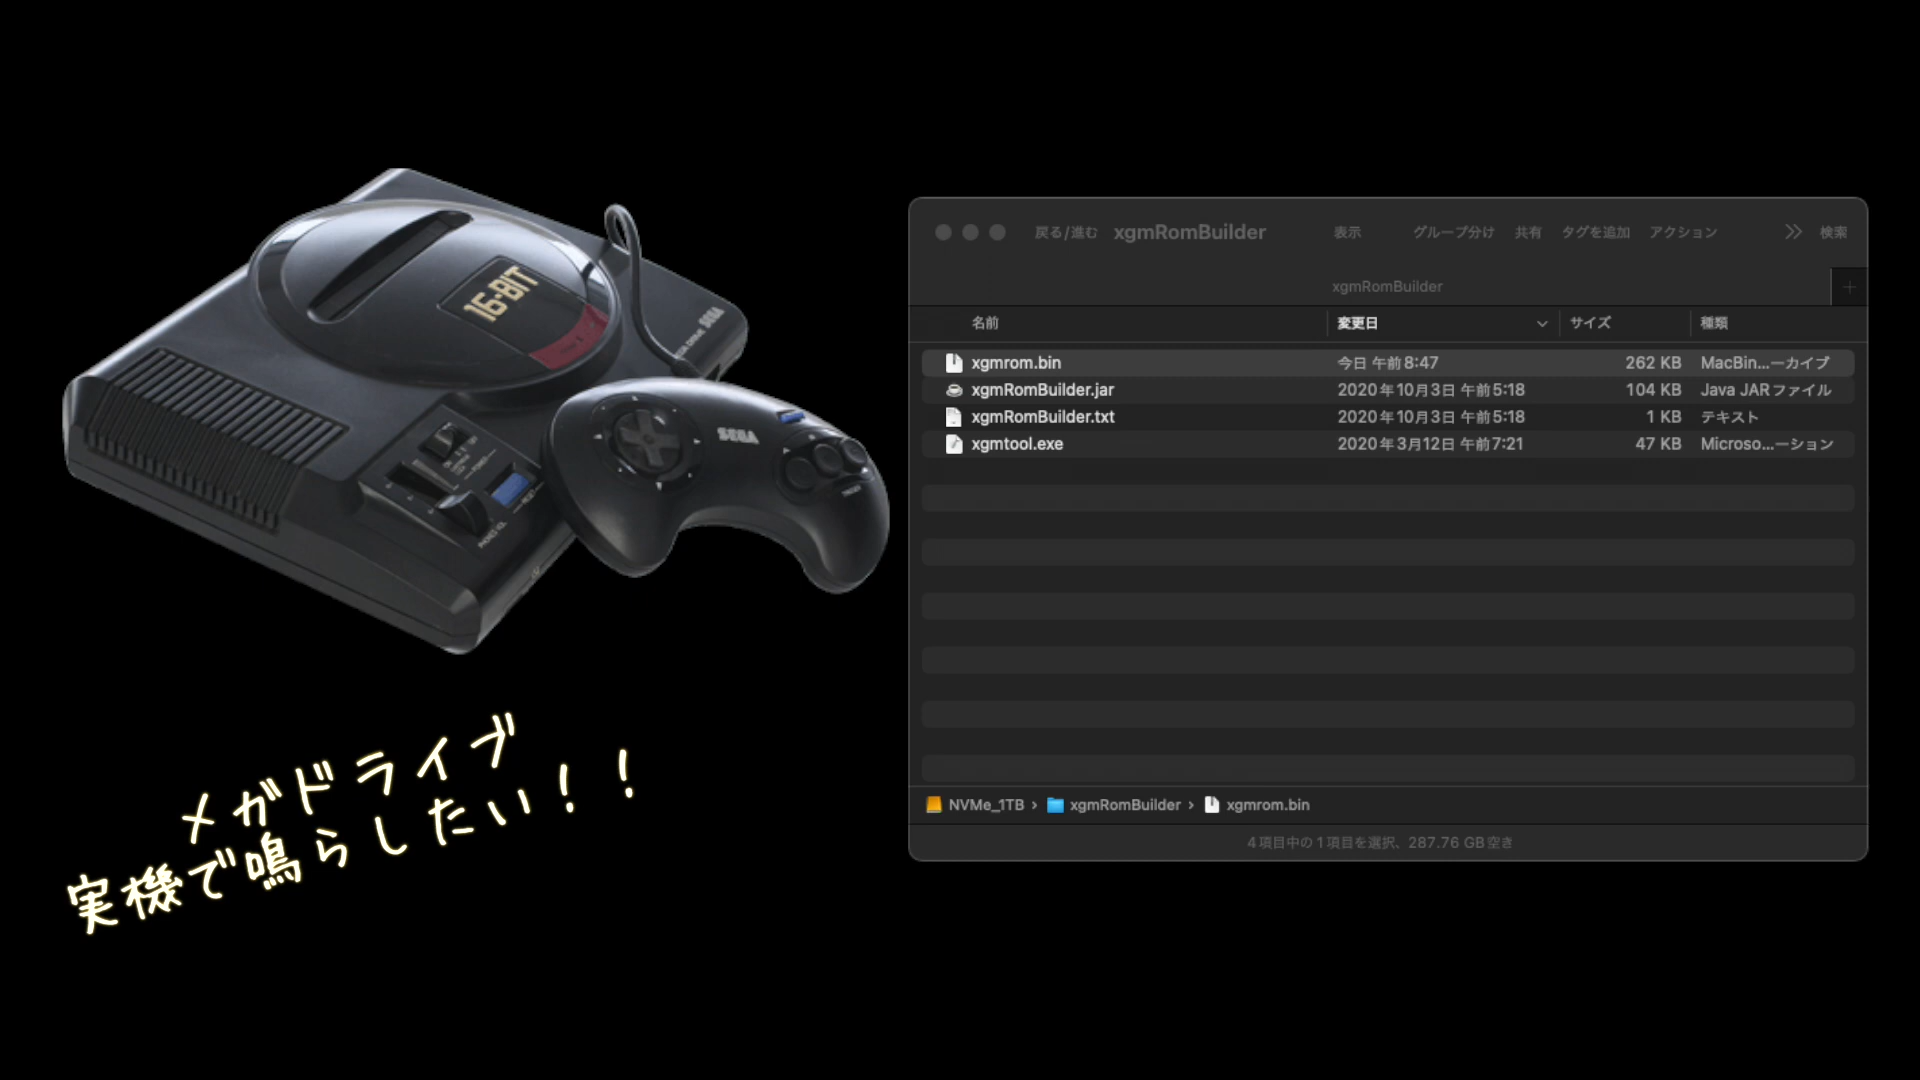 16-BIT
SEGA
SEGA
メガドライブ
実機で鳴らしたい！！
戻る/進む xgmRomBuilder 表示 グループ分け 共有 タグを追加 アクション 検索
xgmRomBuilder
名前 変更日 サイズ 種類
xgmrom.bin 今日 午前8:47 262 KB MacBin...ーカイブ
xgmRomBuilder.jar 2020年10月3日 午前5:18 104 KB Java JARファイル
xgmRomBuilder.txt 2020年10月3日 午前5:18 1 KB テキスト
xgmtool.exe 2020年3月12日 午前7:21 47 KB Microso...ーション
NVMe_1TB › xgmRomBuilder › xgmrom.bin
4項目中の1項目を選択、287.76 GB空き